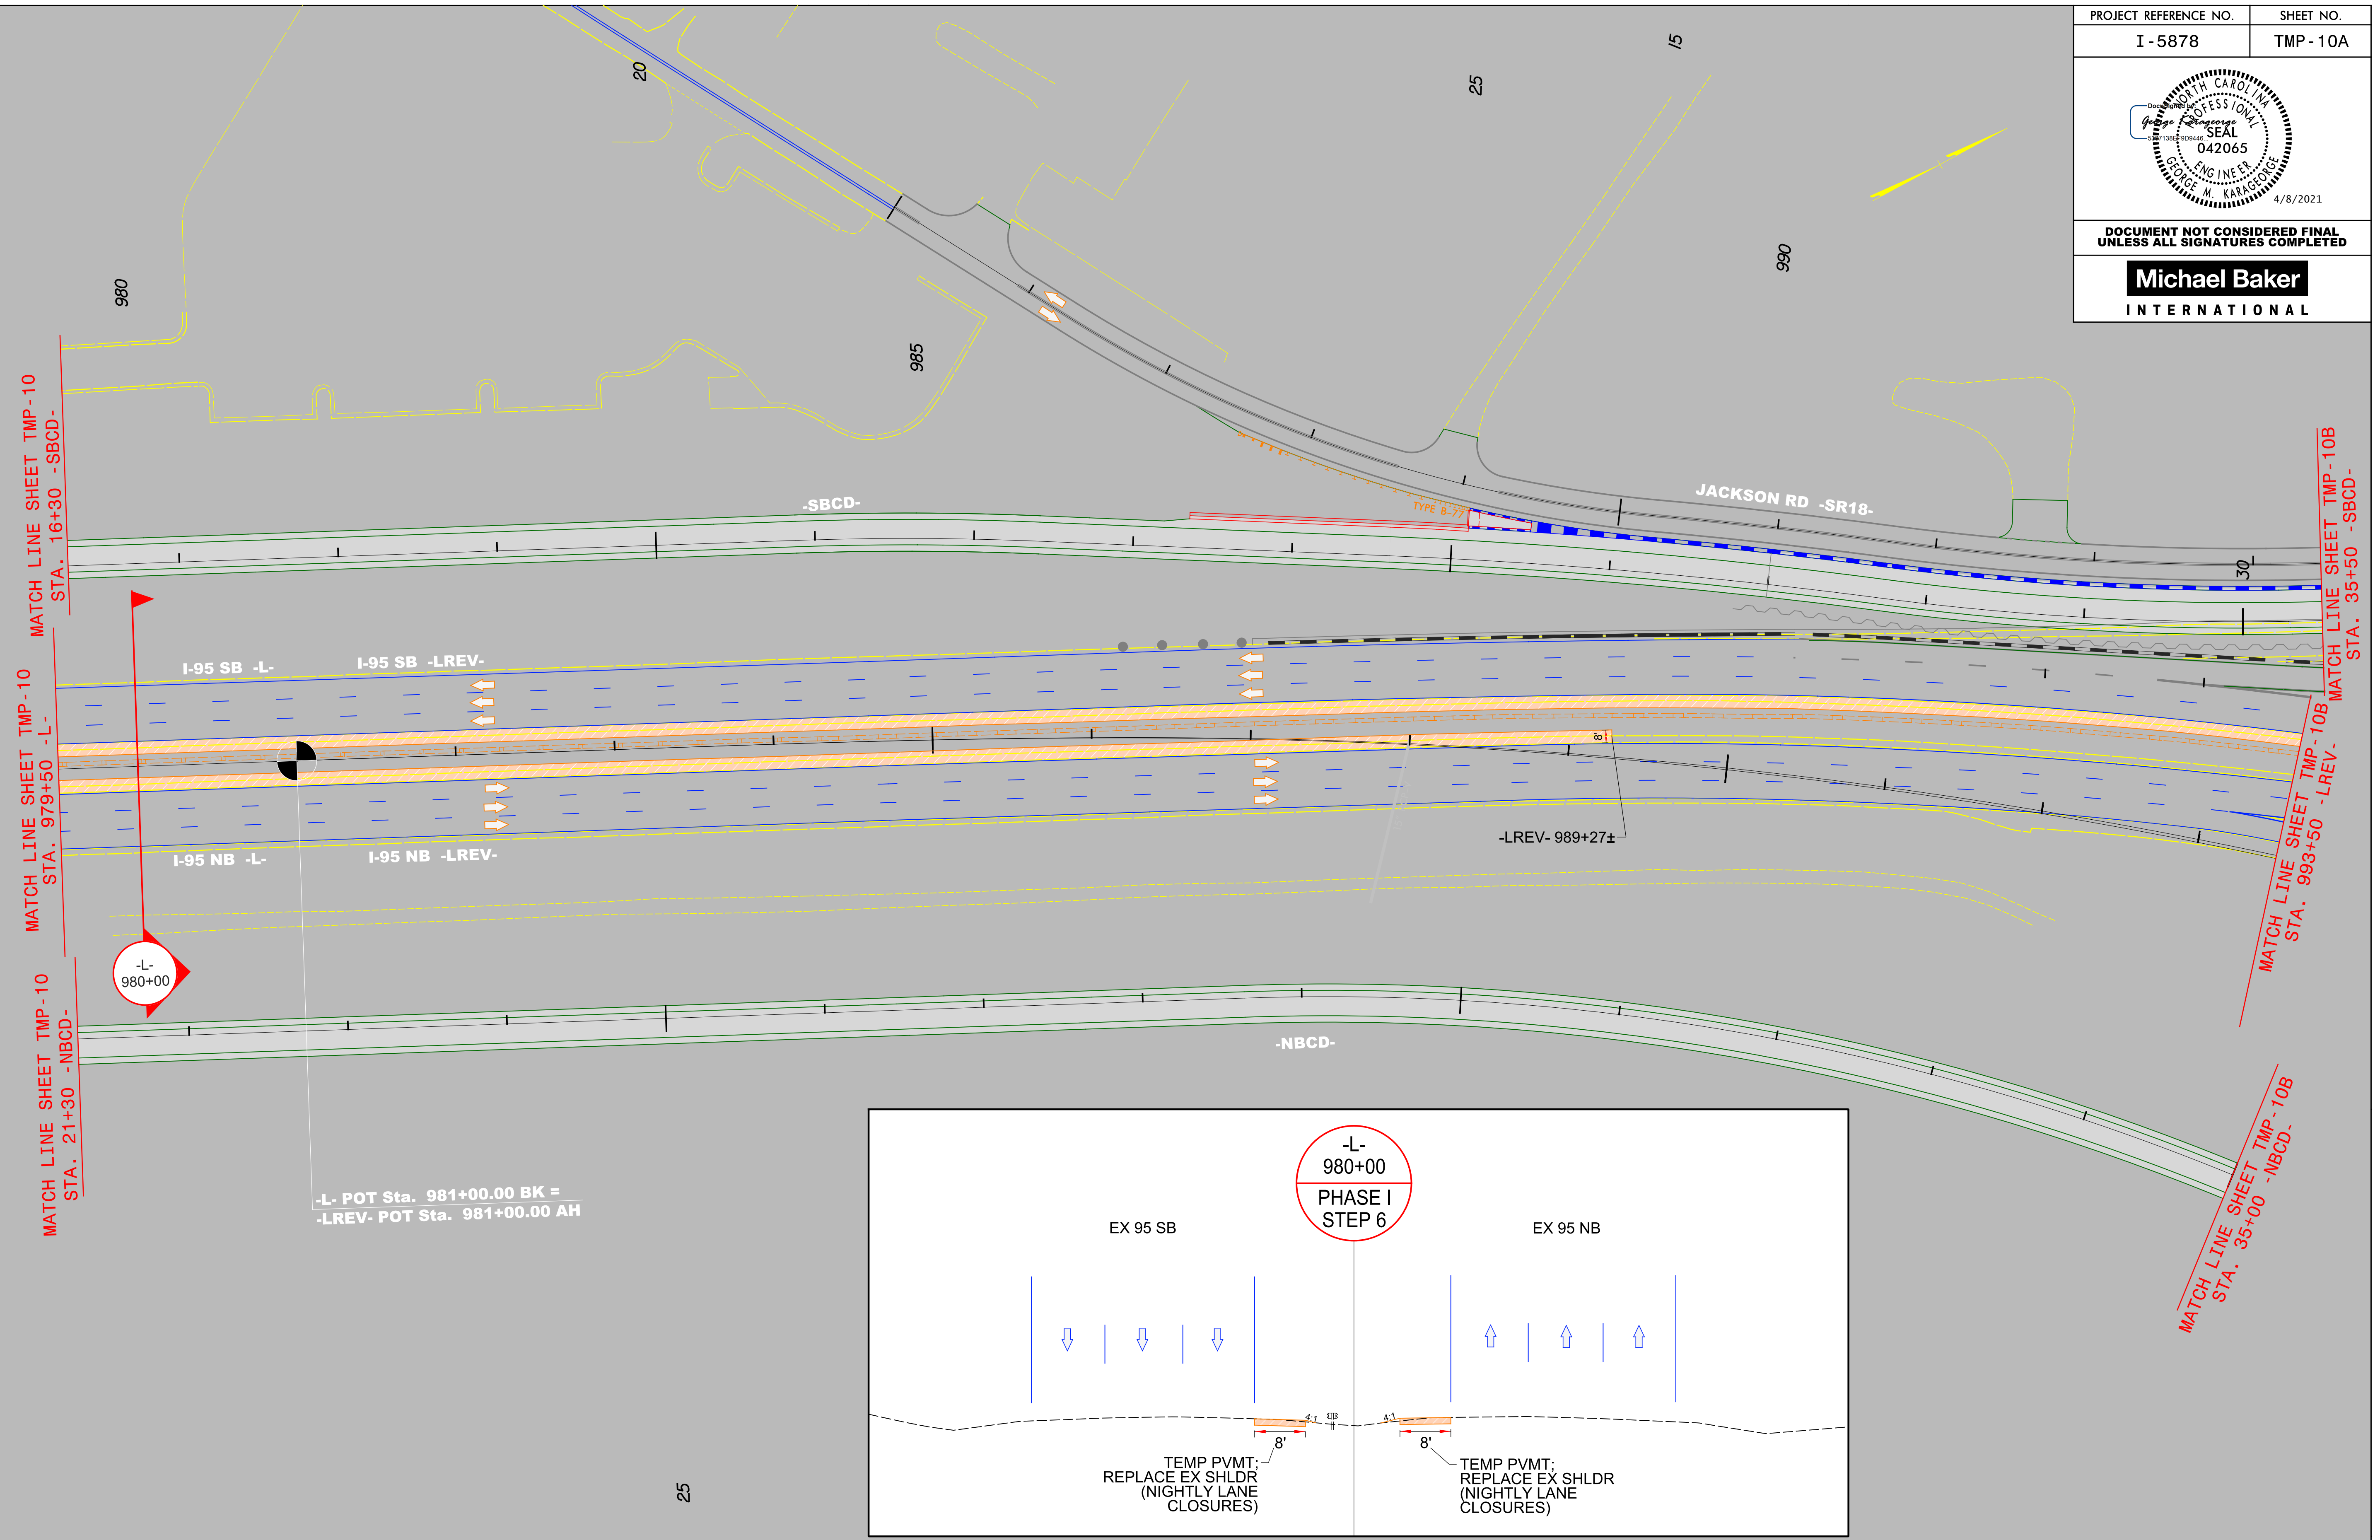 PROJECT REFERENCE NO.
SHEET NO.
I-5878
TMP-10A
NORTH CAROLINA
PROFESSIONAL
SEAL
042065
ENGINEER
GEORGE M. KARAGEORGE
George Karageorge
4/8/2021
DOCUMENT NOT CONSIDERED FINAL
UNLESS ALL SIGNATURES COMPLETED
Michael Baker
INTERNATIONAL
20
25
15
980
985
990
MATCH LINE SHEET TMP-10
STA. 16+30 -SBCD-
-SBCD-
TYPE B-77
JACKSON RD -SR18-
30
MATCH LINE SHEET TMP-10B
STA. 35+50 -SBCD-
I-95 SB -L-
I-95 SB -LREV-
MATCH LINE SHEET TMP-10
STA. 979+50 -L-
8'
-LREV- 989+27±
I-95 NB -L-
I-95 NB -LREV-
MATCH LINE SHEET TMP-10B
STA. 993+50 -LREV-
-L-
980+00
MATCH LINE SHEET TMP-10
STA. 21+30 -NBCD-
-NBCD-
MATCH LINE SHEET TMP-10B
STA. 35+00 -NBCD-
-L- POT Sta. 981+00.00 BK =
-LREV- POT Sta. 981+00.00 AH
25
-L-
980+00
PHASE I
STEP 6
EX 95 SB
EX 95 NB
4:1
4:1
8'
8'
TEMP PVMT;
REPLACE EX SHLDR
(NIGHTLY LANE
CLOSURES)
TEMP PVMT;
REPLACE EX SHLDR
(NIGHTLY LANE
CLOSURES)